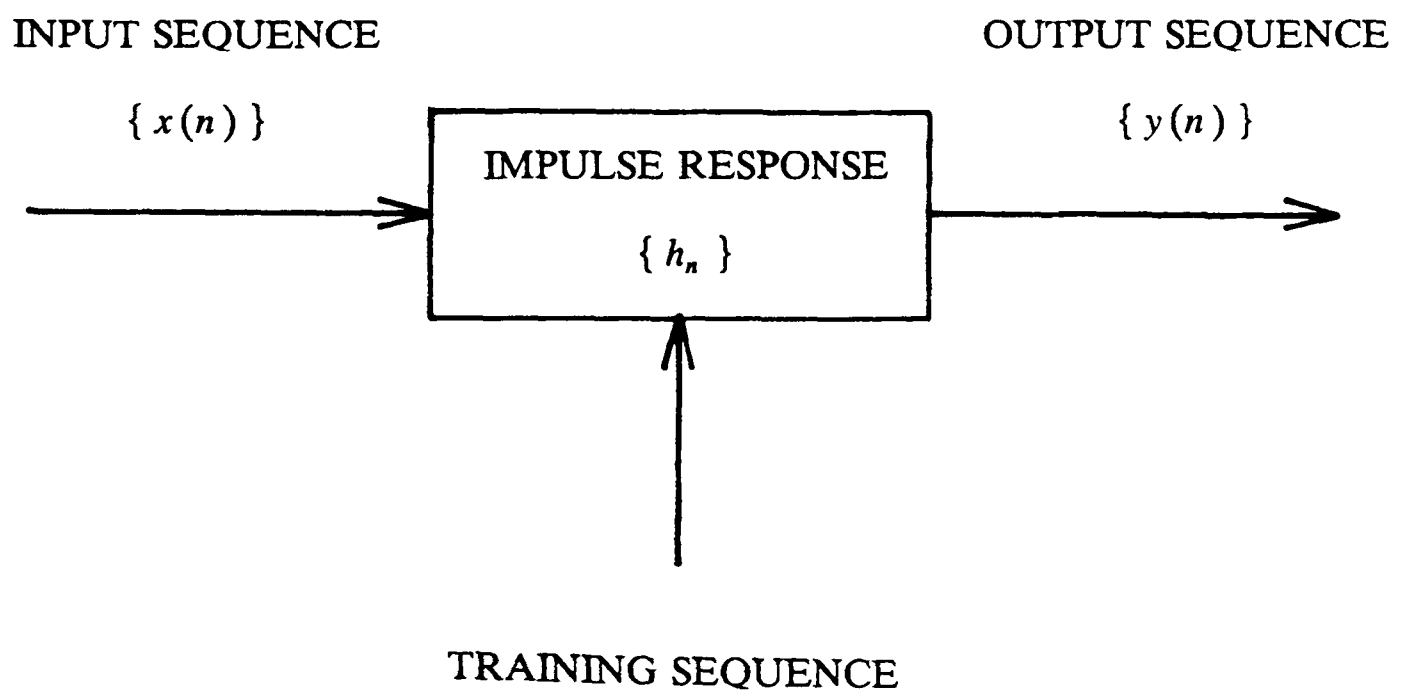 INPUT SEQUENCE
OUTPUT SEQUENCE
{ x(n) }
{ y(n) }
IMPULSE RESPONSE
{ hₙ }
TRAINING SEQUENCE